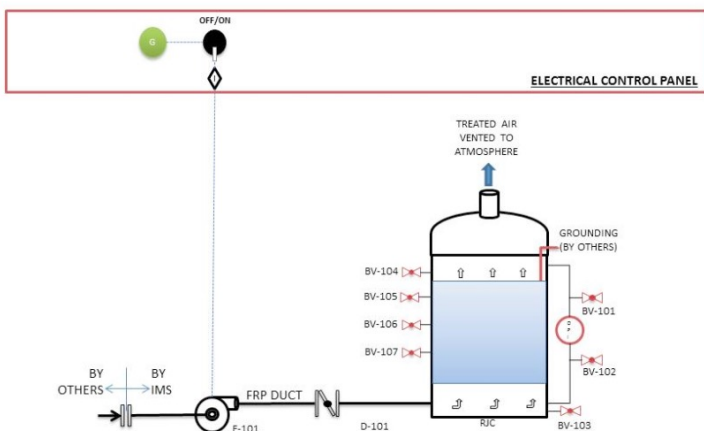 OFF/ON
G
ELECTRICAL CONTROL PANEL
TREATED AIR
VENTED TO
ATMOSPHERE
GROUNDING
(BY OTHERS)
BV-104
BV-105
BV-101
BV-106
BV-107
BV-102
BY
OTHERS
BY
IMS
FRP DUCT
F-101
D-101
RJC
BV-103